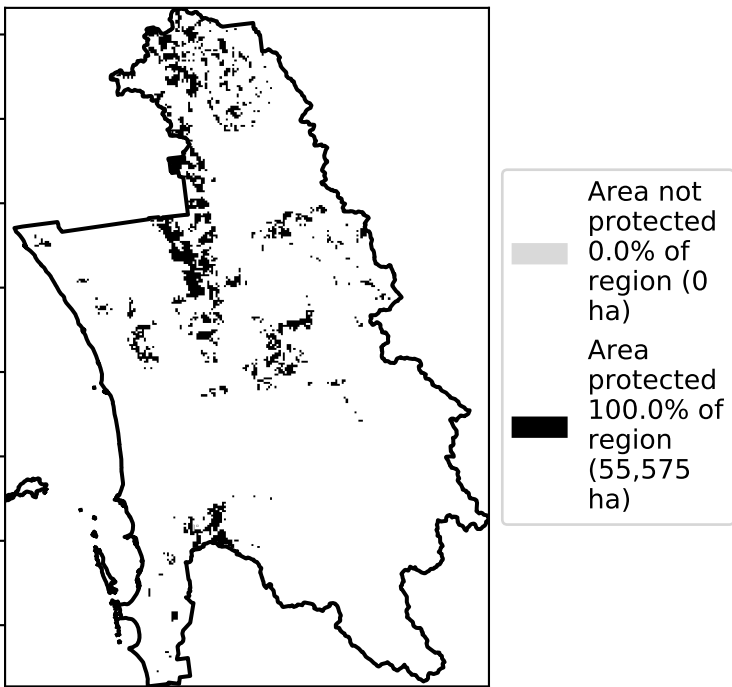 Area not
protected
0.0% of
region (0
ha)
Area
protected
100.0% of
region
(55,575
ha)